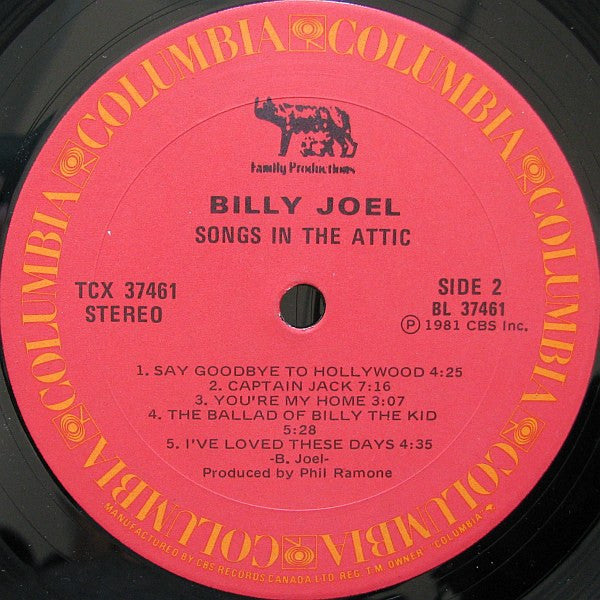 COLUMBIA COLUMBIA COLUMBIA COLUMBIA COLUMBIA COLUMBIA
Family Productions
BILLY JOEL
SONGS IN THE ATTIC
TCX 37461
STEREO
SIDE 2
BL 37461
Ⓟ 1981 CBS Inc.
1. SAY GOODBYE TO HOLLYWOOD 4:25
2. CAPTAIN JACK 7:16
3. YOU'RE MY HOME 3:07
4. THE BALLAD OF BILLY THE KID
5:28
5. I'VE LOVED THESE DAYS 4:35
-B. Joel-
Produced by Phil Ramone
MANUFACTURED BY CBS RECORDS CANADA LTD. REG. T.M. OWNER COLUMBIA